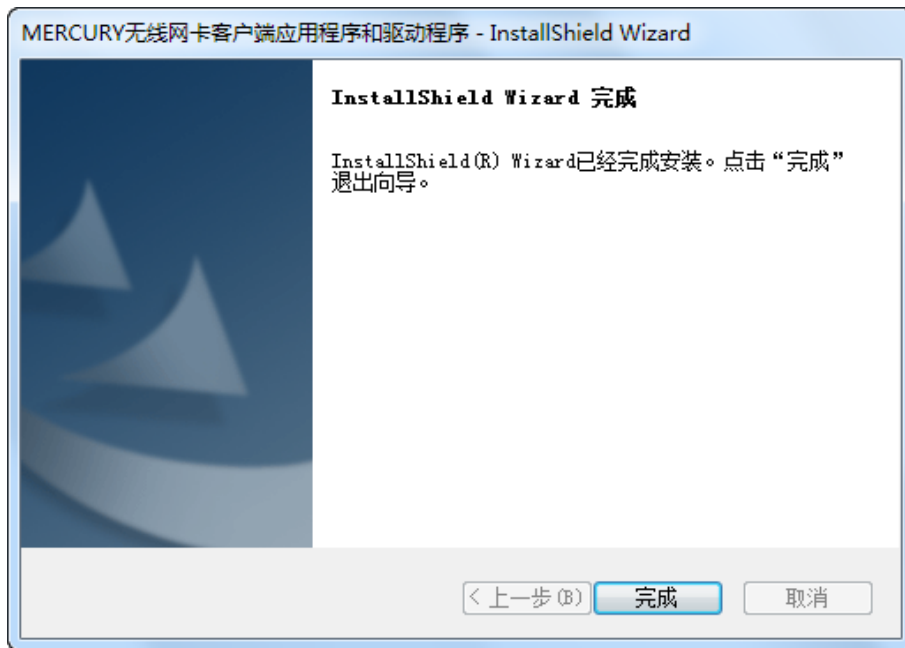 MERCURY无线网卡客户端应用程序和驱动程序 - InstallShield Wizard
InstallShield Wizard 完成
InstallShield(R) Wizard已经完成安装。点击“完成”
退出向导。
< 上一步(B)
完成
取消